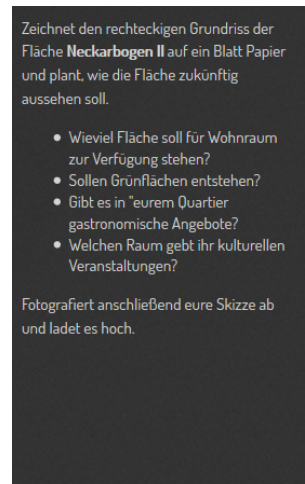 Zeichnet den rechteckigen Grundriss der
Fläche Neckarbogen II auf ein Blatt Papier
und plant, wie die Fläche zukünftig
aussehen soll.
• Wieviel Fläche soll für Wohnraum
zur Verfügung stehen?
• Sollen Grünflächen entstehen?
• Gibt es in "eurem Quartier
gastronomische Angebote?
• Welchen Raum gebt ihr kulturellen
Veranstaltungen?
Fotografiert anschließend eure Skizze ab
und ladet es hoch.